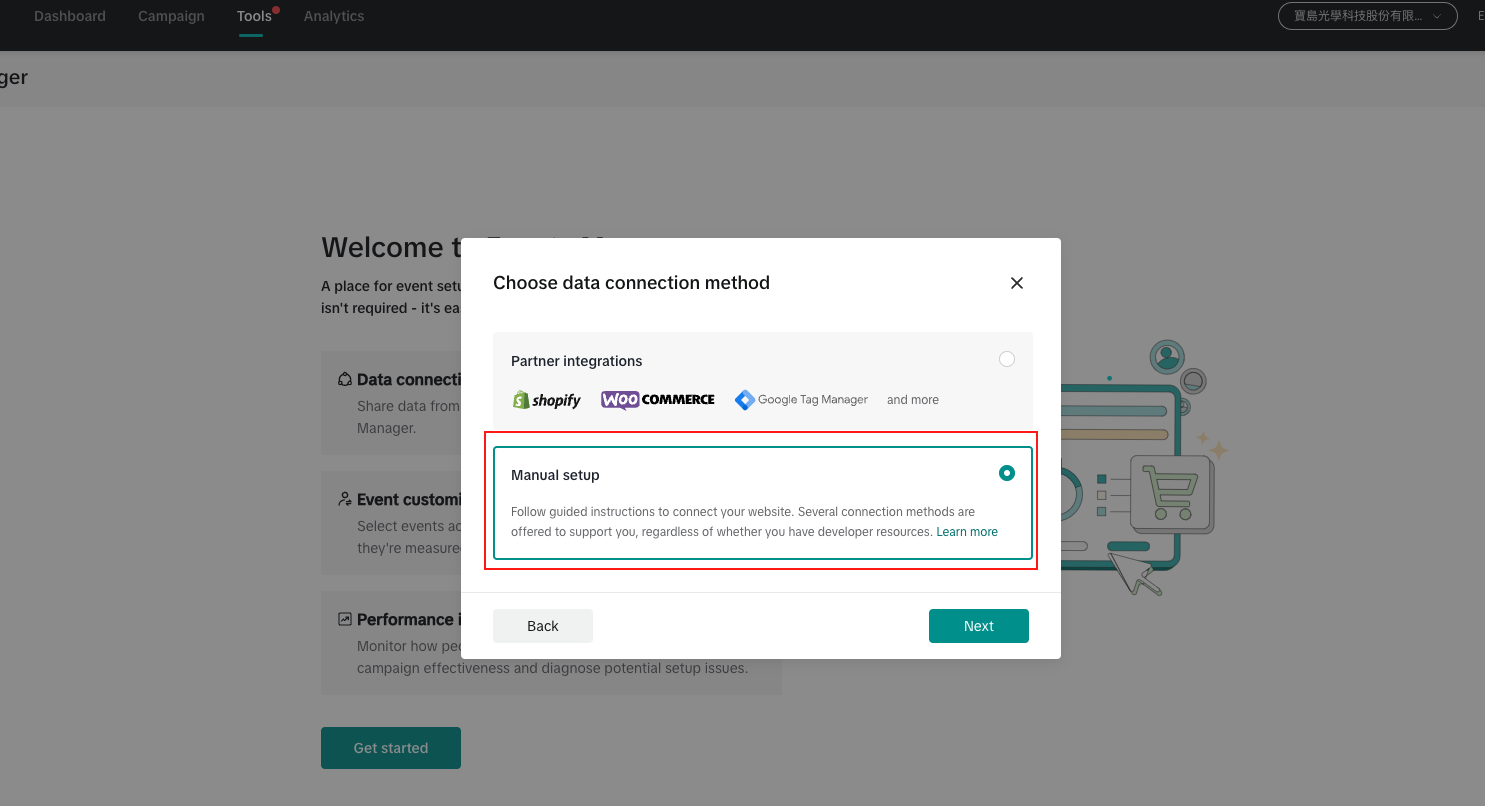 Dashboard Campaign Tools Analytics 寶島光學科技股份有限... E
ger
Welcome t
A place for event setu
isn't required - it's ea
Data connecti
Share data from
Manager.
Event customi
Select events ac
they're measure
Performance i
Monitor how peo
campaign effectiveness and diagnose potential setup issues.
Get started
Choose data connection method
Partner integrations
shopify WOO COMMERCE Google Tag Manager and more
Manual setup
Follow guided instructions to connect your website. Several connection methods are
offered to support you, regardless of whether you have developer resources. Learn more
Back Next